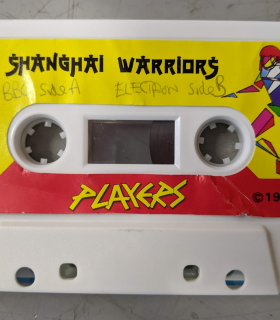 SHANGHAI WARRIORS
BBC Side A ELECTRON Side B
PLAYERS
©19